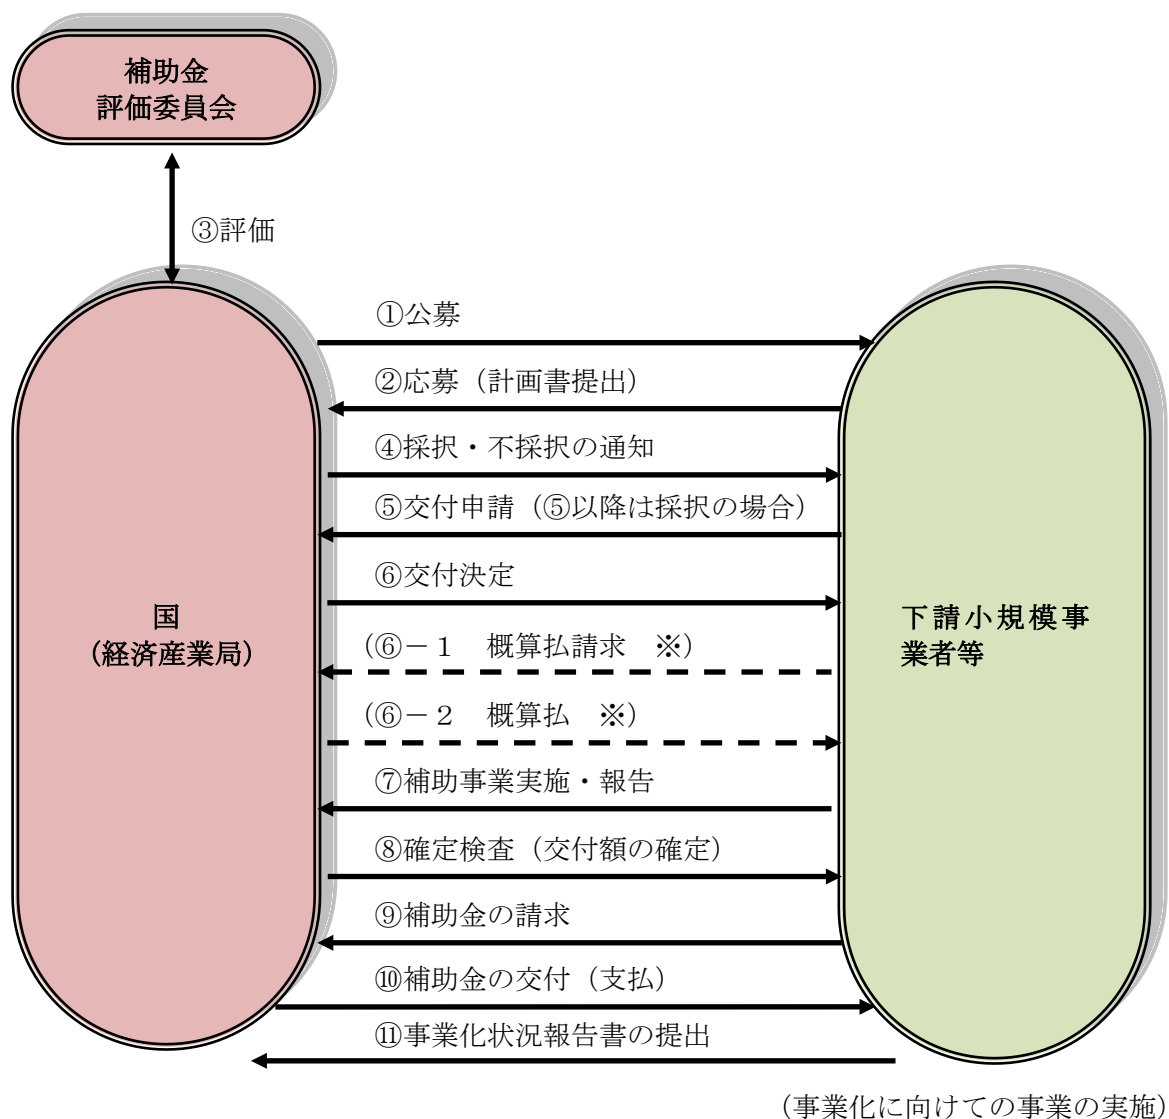 補助金
評価委員会
③評価
①公募
②応募（計画書提出）
④採択・不採択の通知
⑤交付申請（⑤以降は採択の場合）
⑥交付決定
国
（経済産業局）
下請小規模事
業者等
（⑥－１　概算払請求　※）
（⑥－２　概算払　※）
⑦補助事業実施・報告
⑧確定検査（交付額の確定）
⑨補助金の請求
⑩補助金の交付（支払）
⑪事業化状況報告書の提出
（事業化に向けての事業の実施）